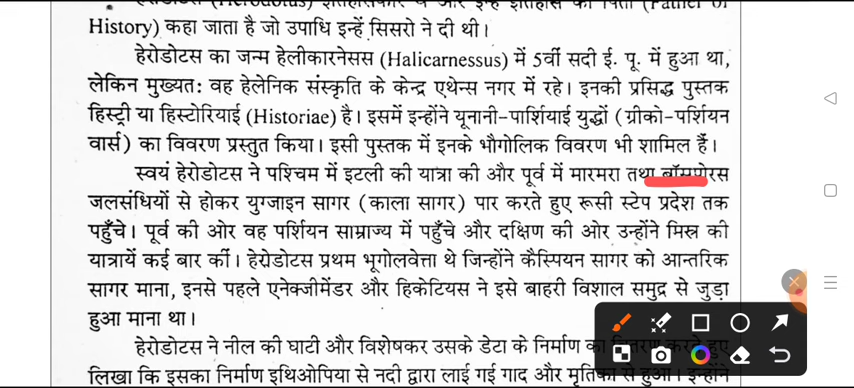 History) कहा जाता है जो उपाधि इन्हें सिसरो ने दी थी।
हेरोडोटस का जन्म हेलीकारनेसस (Halicarnessus) में 5वीं सदी ई. पू. में हुआ था,
लेकिन मुख्यत: वह हेलेनिक संस्कृति के केन्द्र एथेन्स नगर में रहे। इनकी प्रसिद्ध पुस्तक
हिस्ट्री या हिस्टोरियाई (Historiae) है। इसमें इन्होंने यूनानी-पार्शियाई युद्धों (ग्रीको-पर्शियन
वार्स) का विवरण प्रस्तुत किया। इसी पुस्तक में इनके भौगोलिक विवरण भी शामिल हैं।
स्वयं हेरोडोटस ने पश्चिम में इटली की यात्रा की और पूर्व में मारमरा तथा बॉसपोरस
जलसंधियों से होकर युग्जाइन सागर (काला सागर) पार करते हुए रूसी स्टेप प्रदेश तक
पहुँचे। पूर्व की ओर वह पर्शियन साम्राज्य में पहुँचे और दक्षिण की ओर उन्होंने मिस्र की
यात्रायें कई बार कीं। हेरोडोटस प्रथम भूगोलवेत्ता थे जिन्होंने कैस्पियन सागर को आन्तरिक
सागर माना, इनसे पहले एनेक्जीमेंडर और हिकेटियस ने इसे बाहरी विशाल समुद्र से जुड़ा
हुआ माना था।
हेरोडोटस ने नील की घाटी और विशेषकर उसके डेटा के निर्माण का विवरण करते हुए
लिखा कि इसका निर्माण इथिओपिया से नदी द्वारा लाई गई गाद और मृतिका से हुआ। इन्होंने